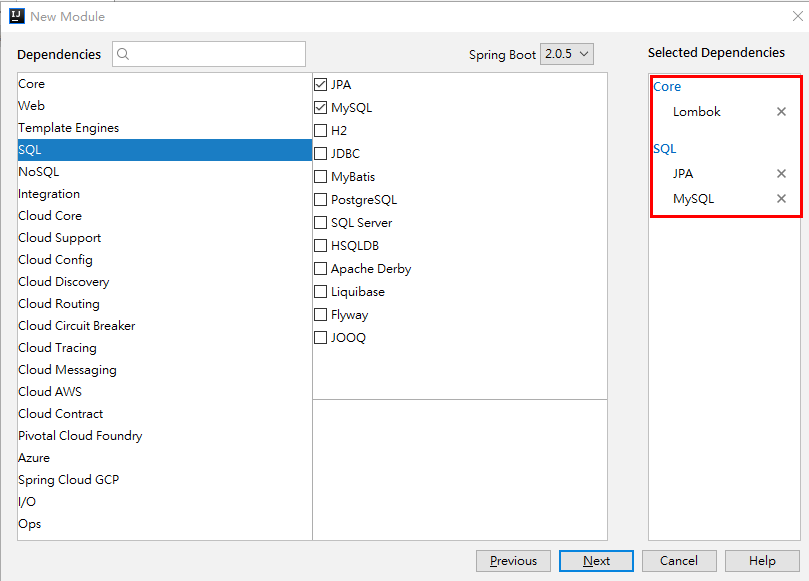 New Module
Dependencies
Spring Boot 2.0.5
Selected Dependencies
Core
Web
Template Engines
SQL
NoSQL
Integration
Cloud Core
Cloud Support
Cloud Config
Cloud Discovery
Cloud Routing
Cloud Circuit Breaker
Cloud Tracing
Cloud Messaging
Cloud AWS
Cloud Contract
Pivotal Cloud Foundry
Azure
Spring Cloud GCP
I/O
Ops
JPA
MySQL
H2
JDBC
MyBatis
PostgreSQL
SQL Server
HSQLDB
Apache Derby
Liquibase
Flyway
JOOQ
Core
Lombok
SQL
JPA
MySQL
Previous
Next
Cancel
Help